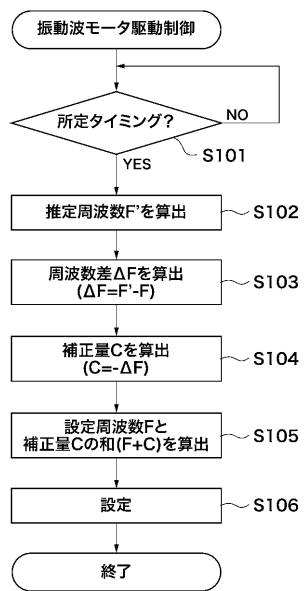 振動波モータ駆動制御
所定タイミング?
NO
S101
YES
推定周波数F'を算出
S102
周波数差ΔFを算出
(ΔF=F'-F)
S103
補正量Cを算出
(C=-ΔF)
S104
設定周波数Fと
補正量Cの和(F+C)を算出
S105
設定
S106
終了